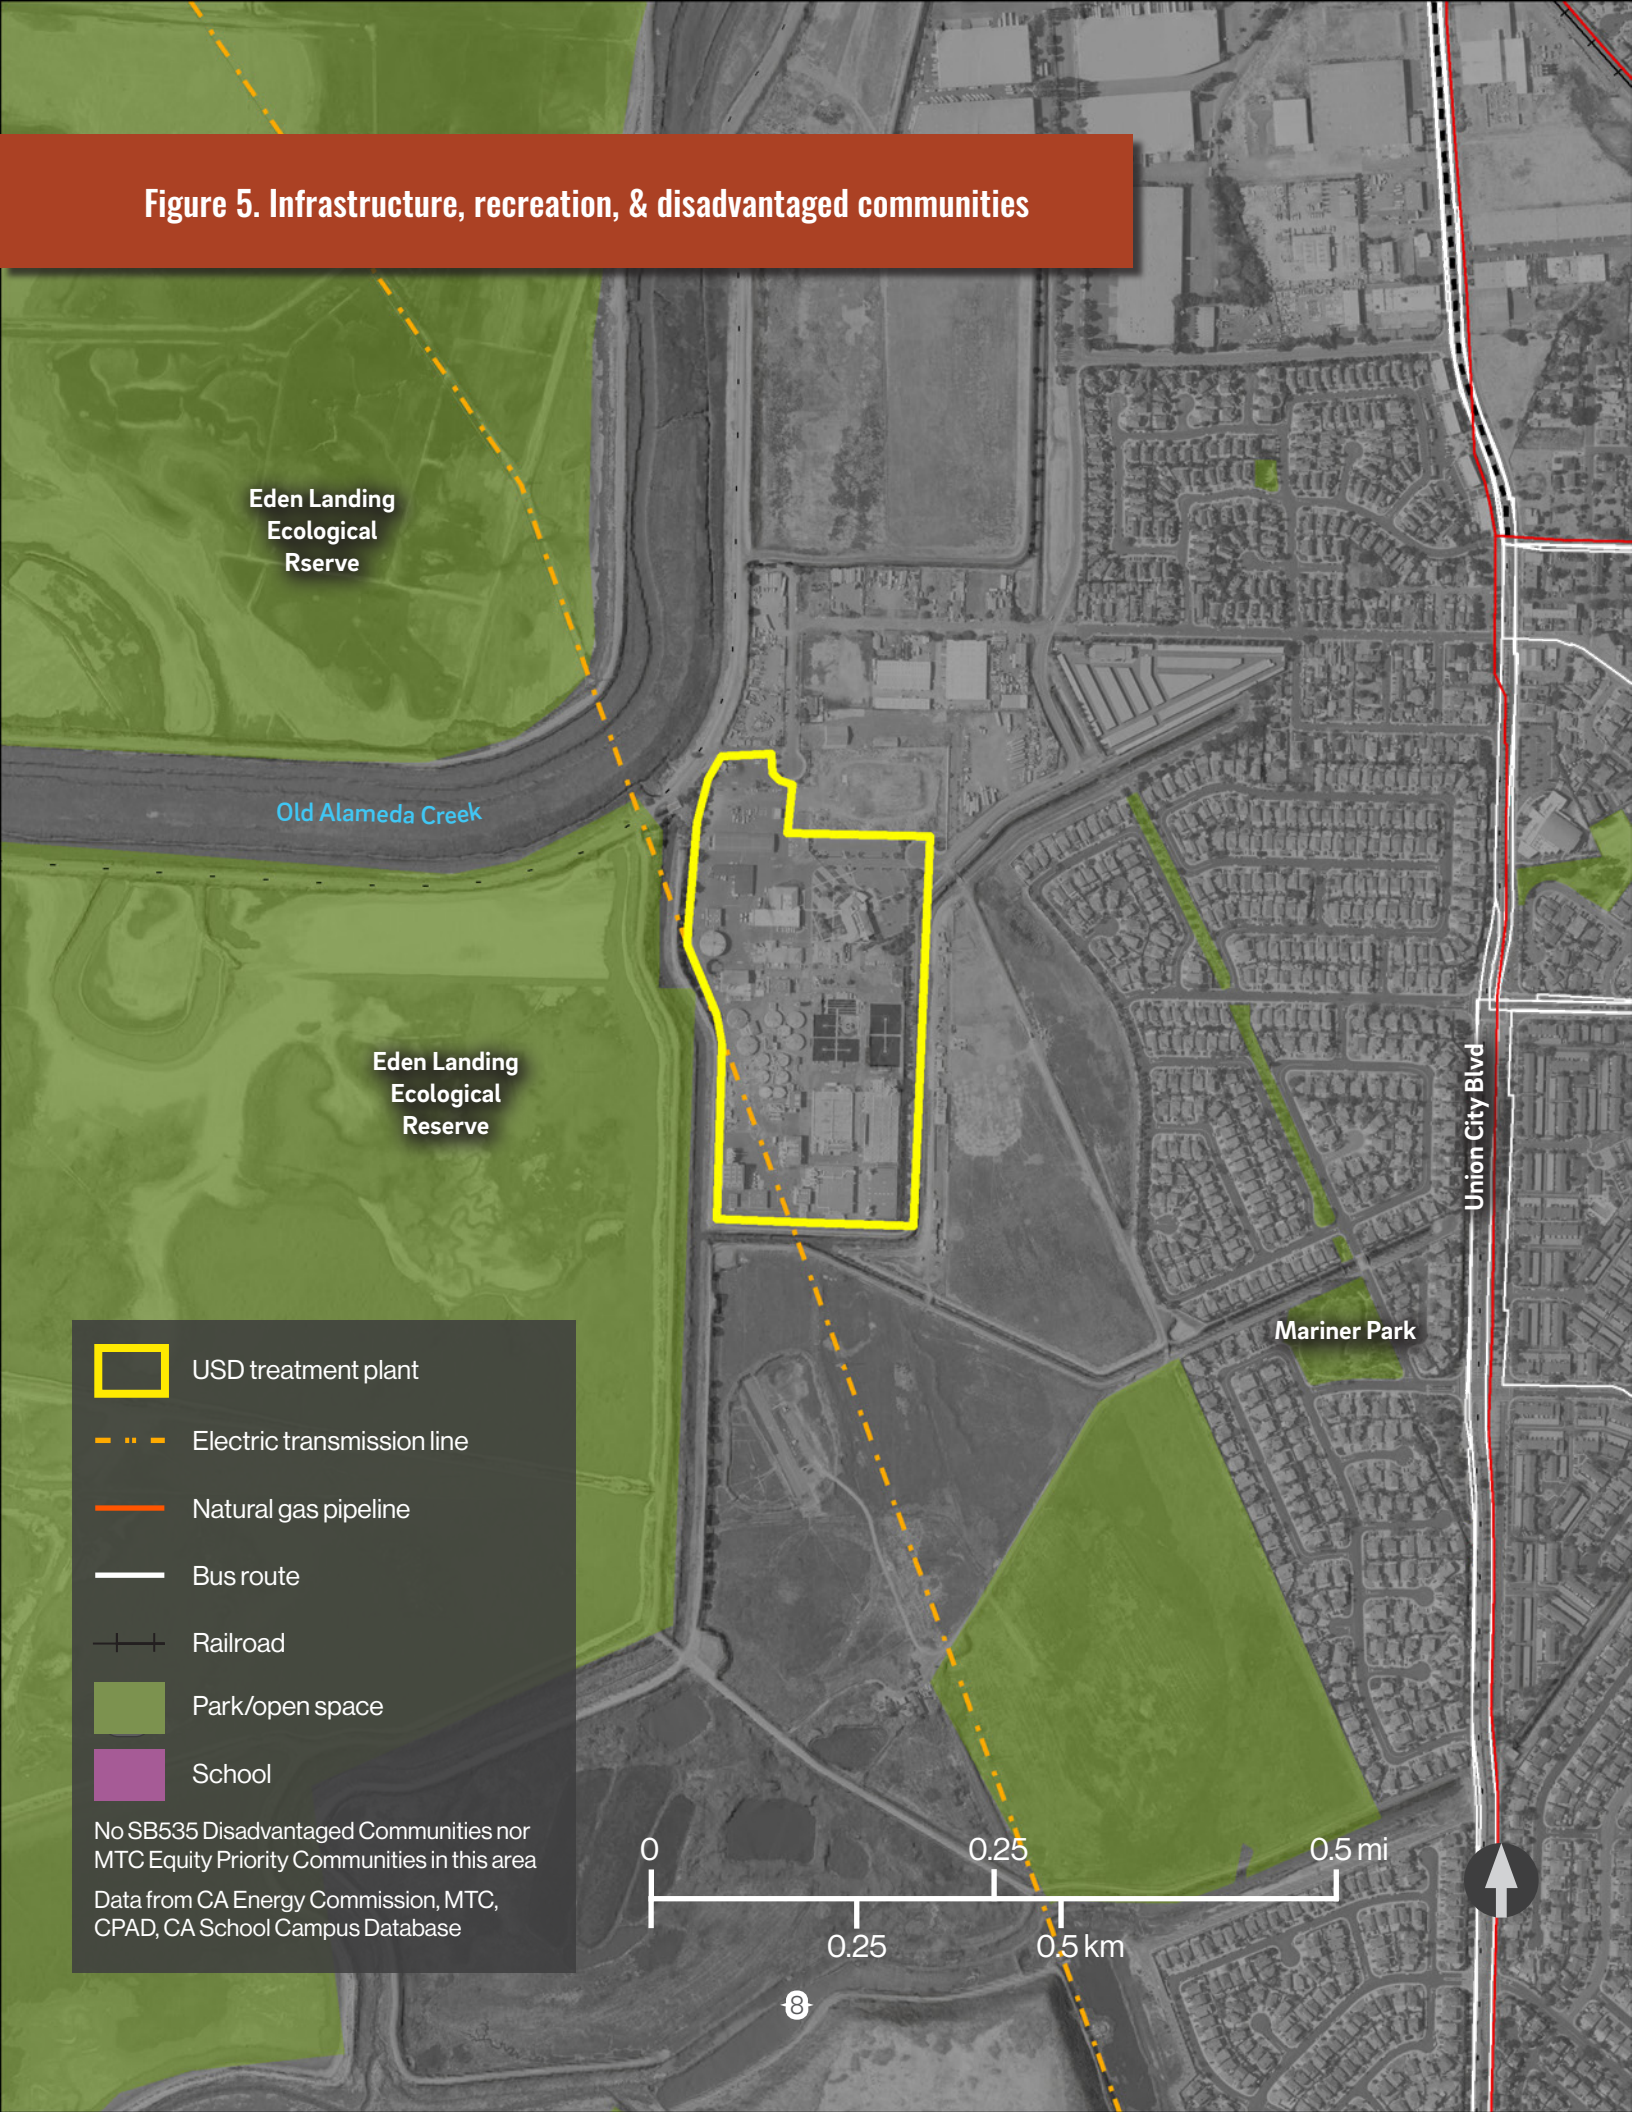 Figure 5. Infrastructure, recreation, & disadvantaged communities
Eden Landing
Ecological
Rserve
Old Alameda Creek
Eden Landing
Ecological
Reserve
Union City Blvd
Mariner Park
USD treatment plant
Electric transmission line
Natural gas pipeline
Bus route
Railroad
Park/open space
School
No SB535 Disadvantaged Communities nor
MTC Equity Priority Communities in this area
Data from CA Energy Commission, MTC,
CPAD, CA School Campus Database
0 0.25 0.5 mi
0.25 0.5 km
8